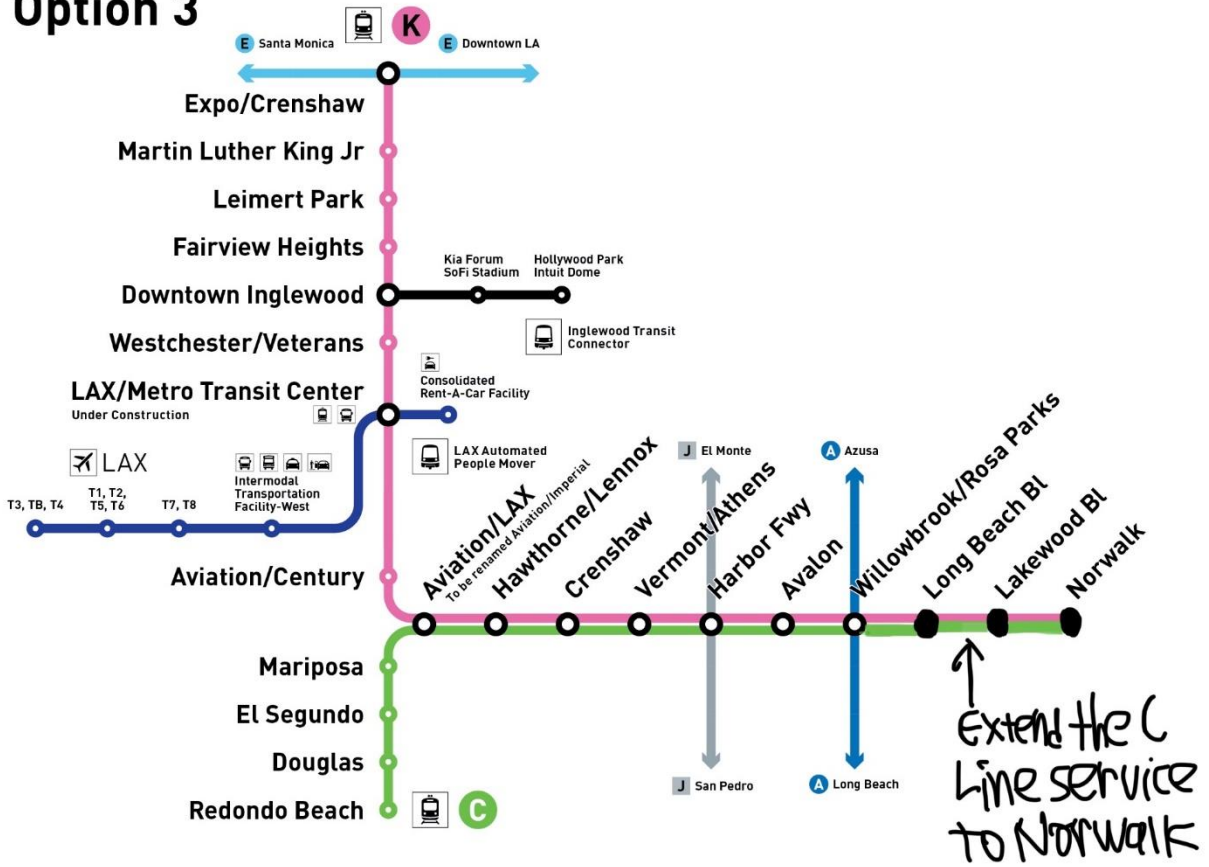 Option 3
K
E Santa Monica
E Downtown LA
Expo/Crenshaw
Martin Luther King Jr
Leimert Park
Fairview Heights
Downtown Inglewood
Kia Forum
SoFi Stadium
Hollywood Park
Intuit Dome
Inglewood Transit
Connector
Westchester/Veterans
LAX/Metro Transit Center
Under Construction
Consolidated
Rent-A-Car Facility
LAX Automated
People Mover
LAX
Intermodal
Transportation
Facility-West
T3, TB, T4
T1, T2,
T5, T6
T7, T8
Aviation/Century
Aviation/LAX
To be renamed Aviation/Imperial
Hawthorne/Lennox
Crenshaw
Vermont/Athens
J El Monte
Harbor Fwy
Avalon
A Azusa
Willowbrook/Rosa Parks
Long Beach Bl
Lakewood Bl
Norwalk
Mariposa
El Segundo
Douglas
Redondo Beach
C
J San Pedro
A Long Beach
Extend the C
Line service
to Norwalk